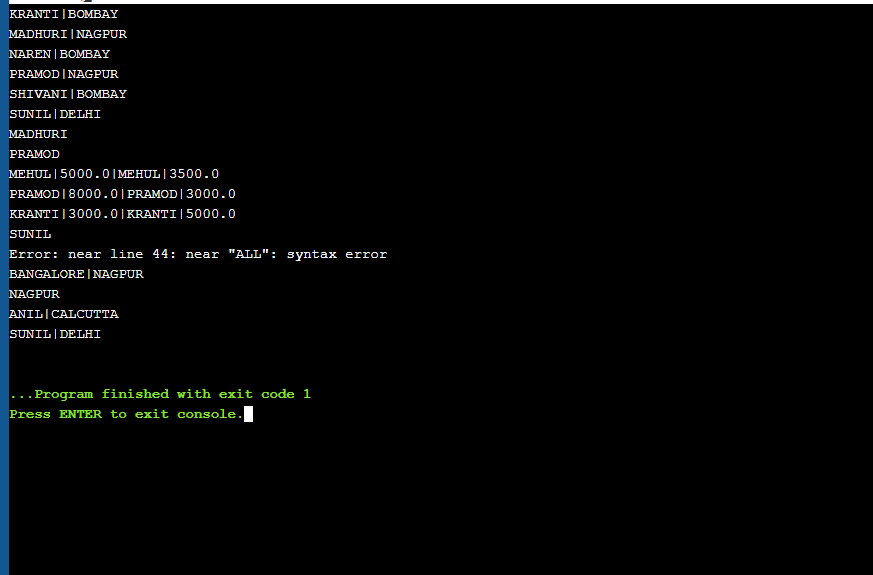 KRANTI|BOMBAY
MADHURI|NAGPUR
NAREN|BOMBAY
PRAMOD|NAGPUR
SHIVANI|BOMBAY
SUNIL|DELHI
MADHURI
PRAMOD
MEHUL|5000.0|MEHUL|3500.0
PRAMOD|8000.0|PRAMOD|3000.0
KRANTI|3000.0|KRANTI|5000.0
SUNIL
Error: near line 44: near "ALL": syntax error
BANGALORE|NAGPUR
NAGPUR
ANIL|CALCUTTA
SUNIL|DELHI
...Program finished with exit code 1
Press ENTER to exit console.